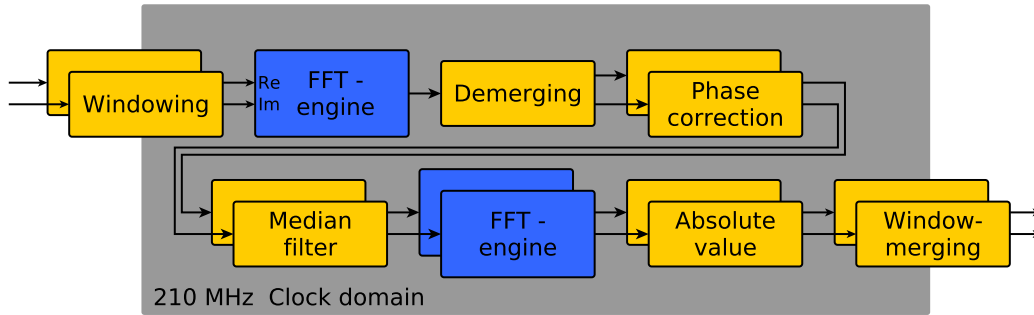 Windowing
Re
Im
FFT -
engine
Demerging
Phase
correction
Median
filter
FFT -
engine
Absolute
value
Window-
merging
210 MHz Clock domain